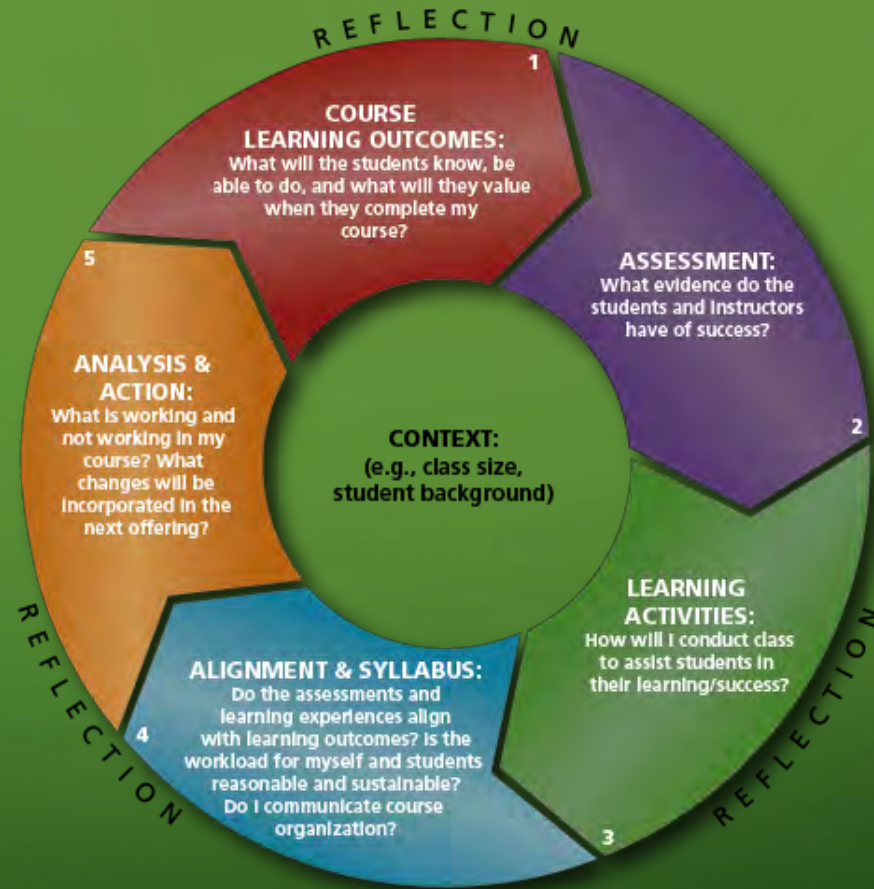 REFLECTION
1
COURSE
LEARNING OUTCOMES:
What will the students know, be
able to do, and what will they value
when they complete my
course?
ASSESSMENT:
What evidence do the
students and instructors
have of success?
2
LEARNING
ACTIVITIES:
How will I conduct class
to assist students in
their learning/success?
3
REFLECTION
ALIGNMENT & SYLLABUS:
Do the assessments and
learning experiences align
with learning outcomes? Is the
workload for myself and students
reasonable and sustainable?
Do I communicate course
organization?
4
REFLECTION
5
ANALYSIS &
ACTION:
What is working and
not working in my
course? What
changes will be
incorporated in the
next offering?
CONTEXT:
(e.g., class size,
student background)